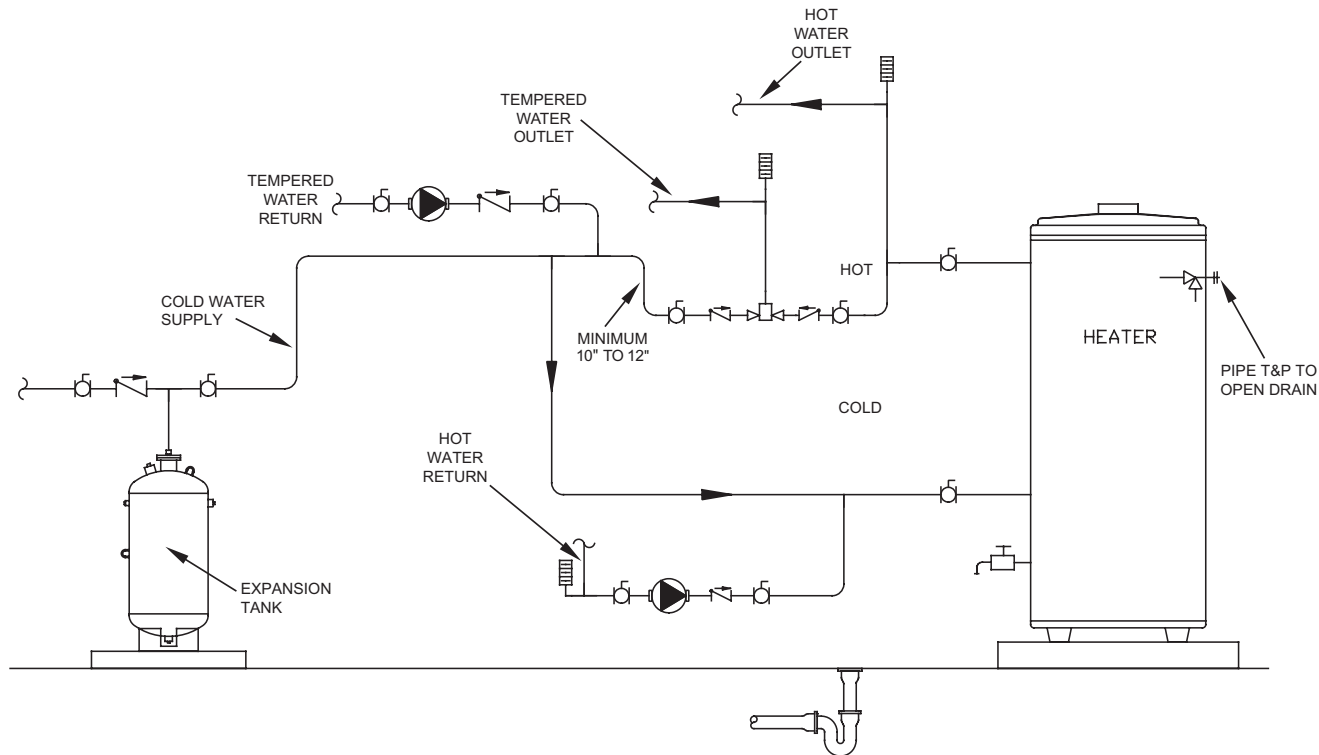 HOT
WATER
OUTLET
TEMPERED
WATER
OUTLET
TEMPERED
WATER
RETURN
COLD WATER
SUPPLY
MINIMUM
10" TO 12"
HOT
HEATER
PIPE T&P TO
OPEN DRAIN
COLD
HOT
WATER
RETURN
EXPANSION
TANK